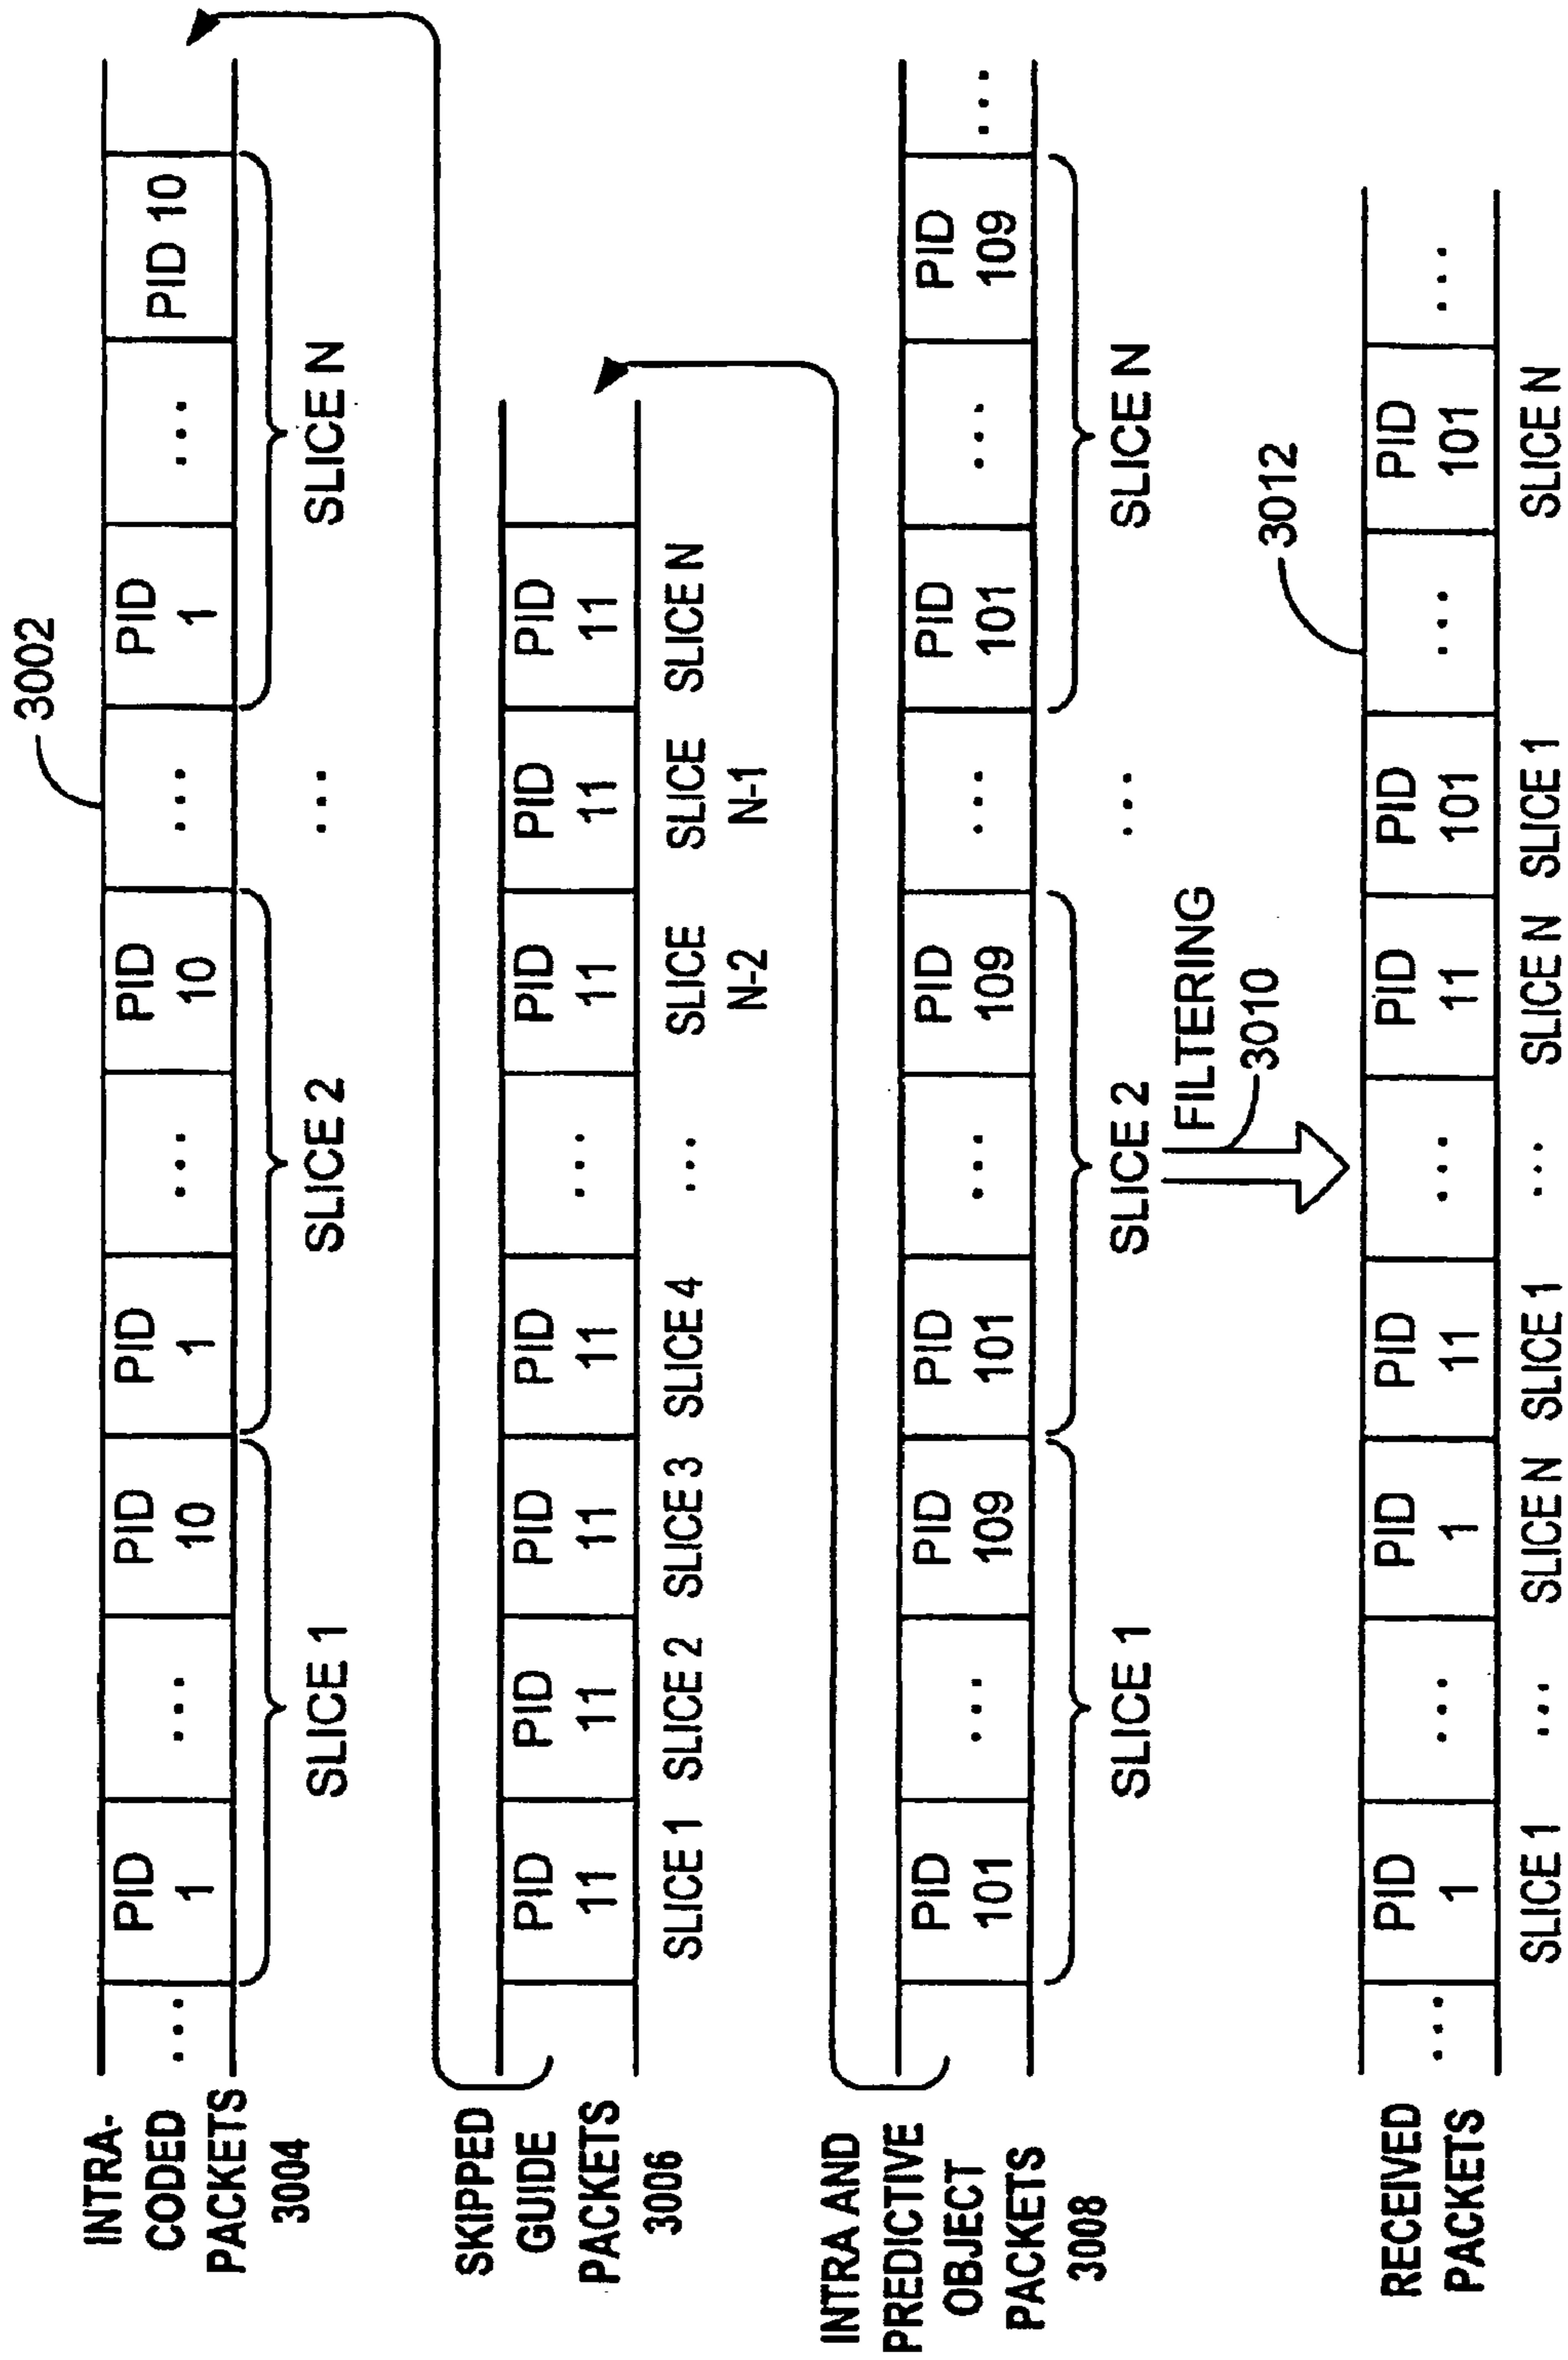 3002
INTRA-
CODED
PACKETS
3004
... PID 1 ... PID 10 PID 1 ... PID 10 ... PID 1 ... PID 10
SLICE 1 SLICE 2 ... SLICE N
SKIPPED
GUIDE
PACKETS
3006
PID 11 PID 11 PID 11 PID 11 ... PID 11 PID 11 PID 11
SLICE 1 SLICE 2 SLICE 3 SLICE 4 ... SLICE N-2 SLICE N-1 SLICE N
INTRA AND
PREDICTIVE
OBJECT
PACKETS
3008
PID 101 ... PID 109 PID 101 ... PID 109 ... PID 101 ... PID 109 ...
SLICE 1 SLICE 2 ... SLICE N
FILTERING
3010
3012
RECEIVED
PACKETS
... PID 1 ... PID 1 PID 11 ... PID 11 PID 101 ... PID 101 ...
SLICE 1 ... SLICE N SLICE 1 ... SLICE N SLICE 1 SLICE N